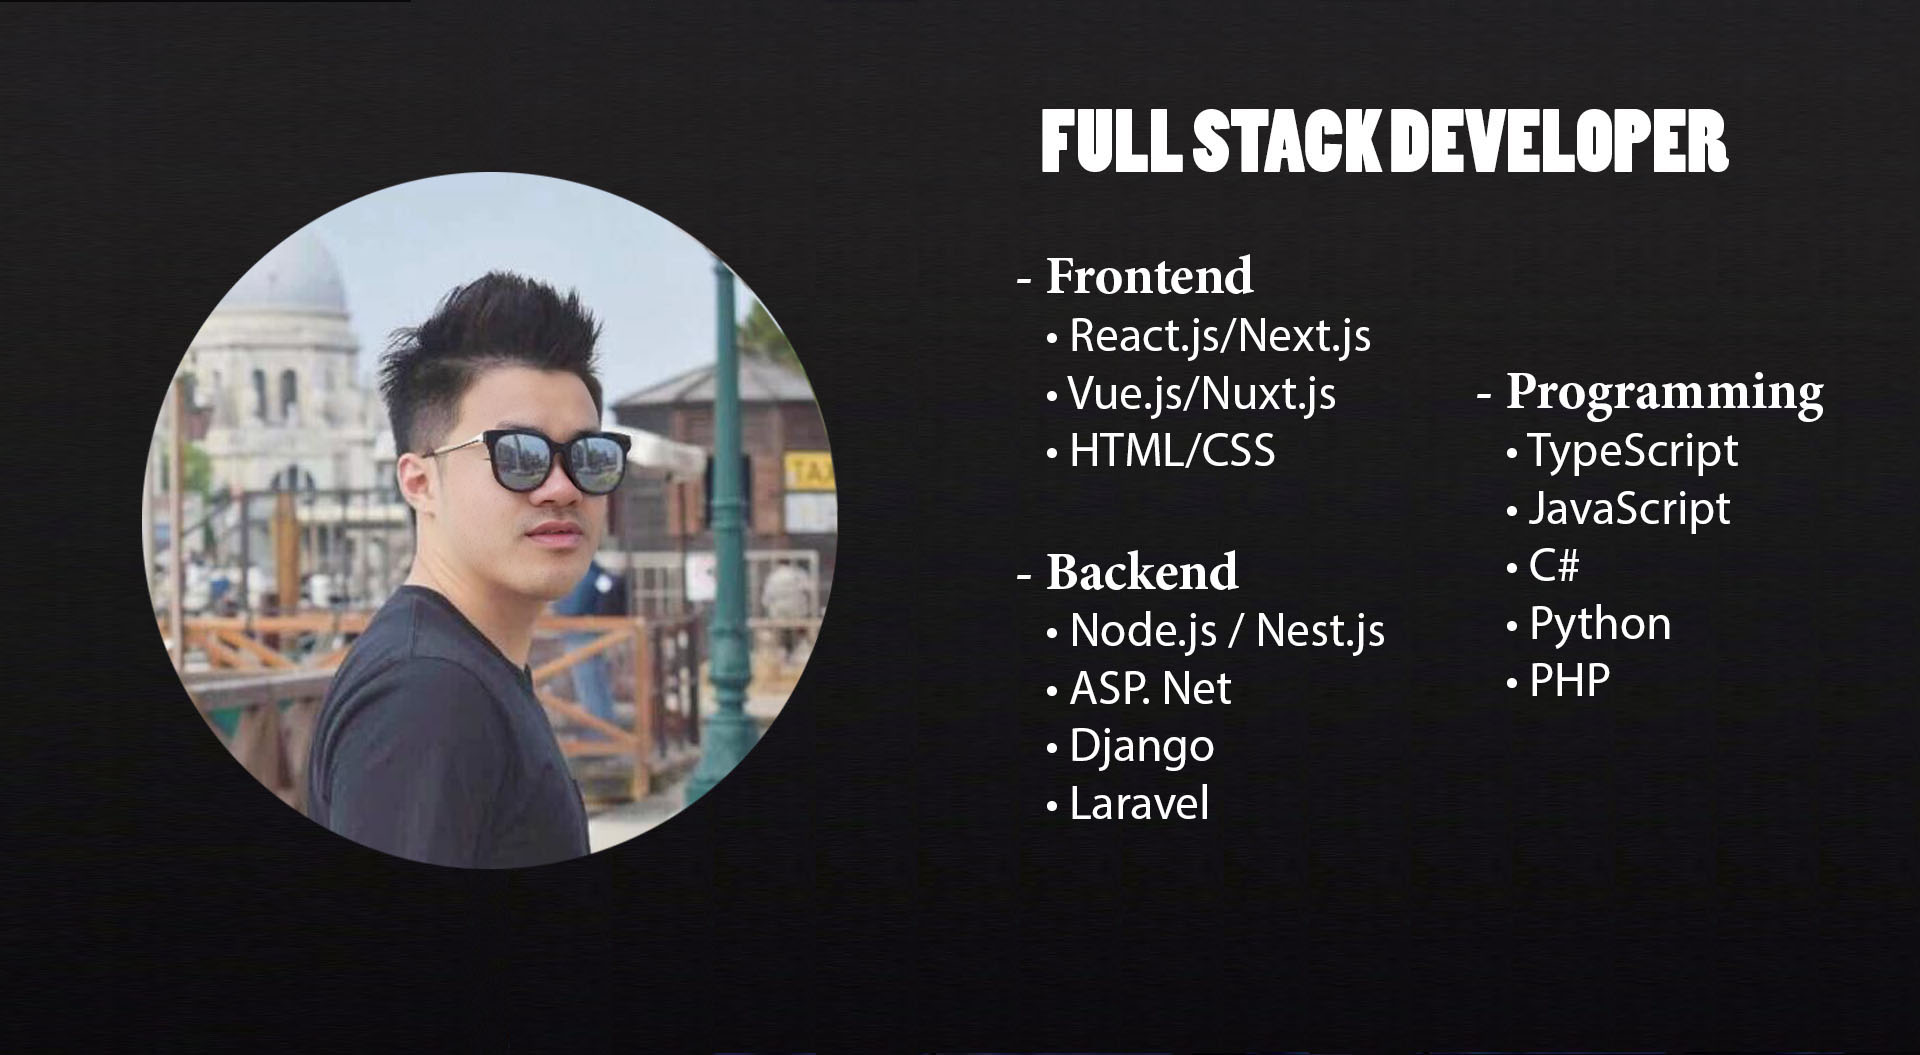 FULL STACK DEVELOPER
- Frontend
• React.js/Next.js
• Vue.js/Nuxt.js
• HTML/CSS
- Backend
• Node.js / Nest.js
• ASP. Net
• Django
• Laravel
- Programming
• TypeScript
• JavaScript
• C#
• Python
• PHP
TAX